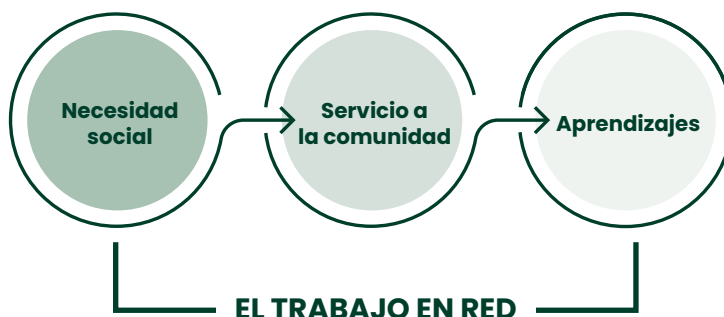 Necesidad
social
Servicio a
la comunidad
Aprendizajes
EL TRABAJO EN RED